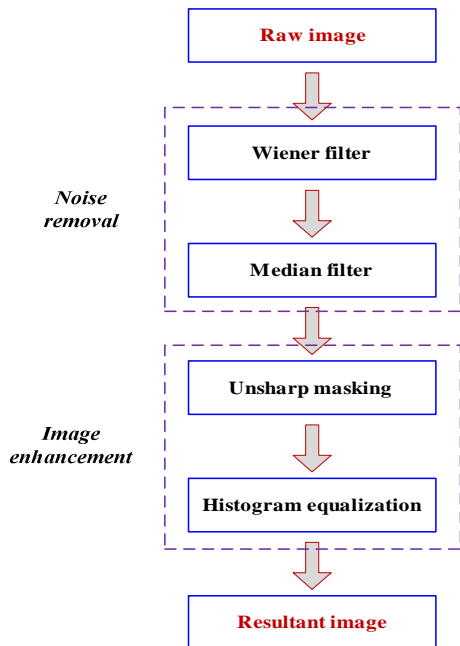 Raw image
Wiener filter
Noise
removal
Median filter
Unsharp masking
Image
enhancement
Histogram equalization
Resultant image